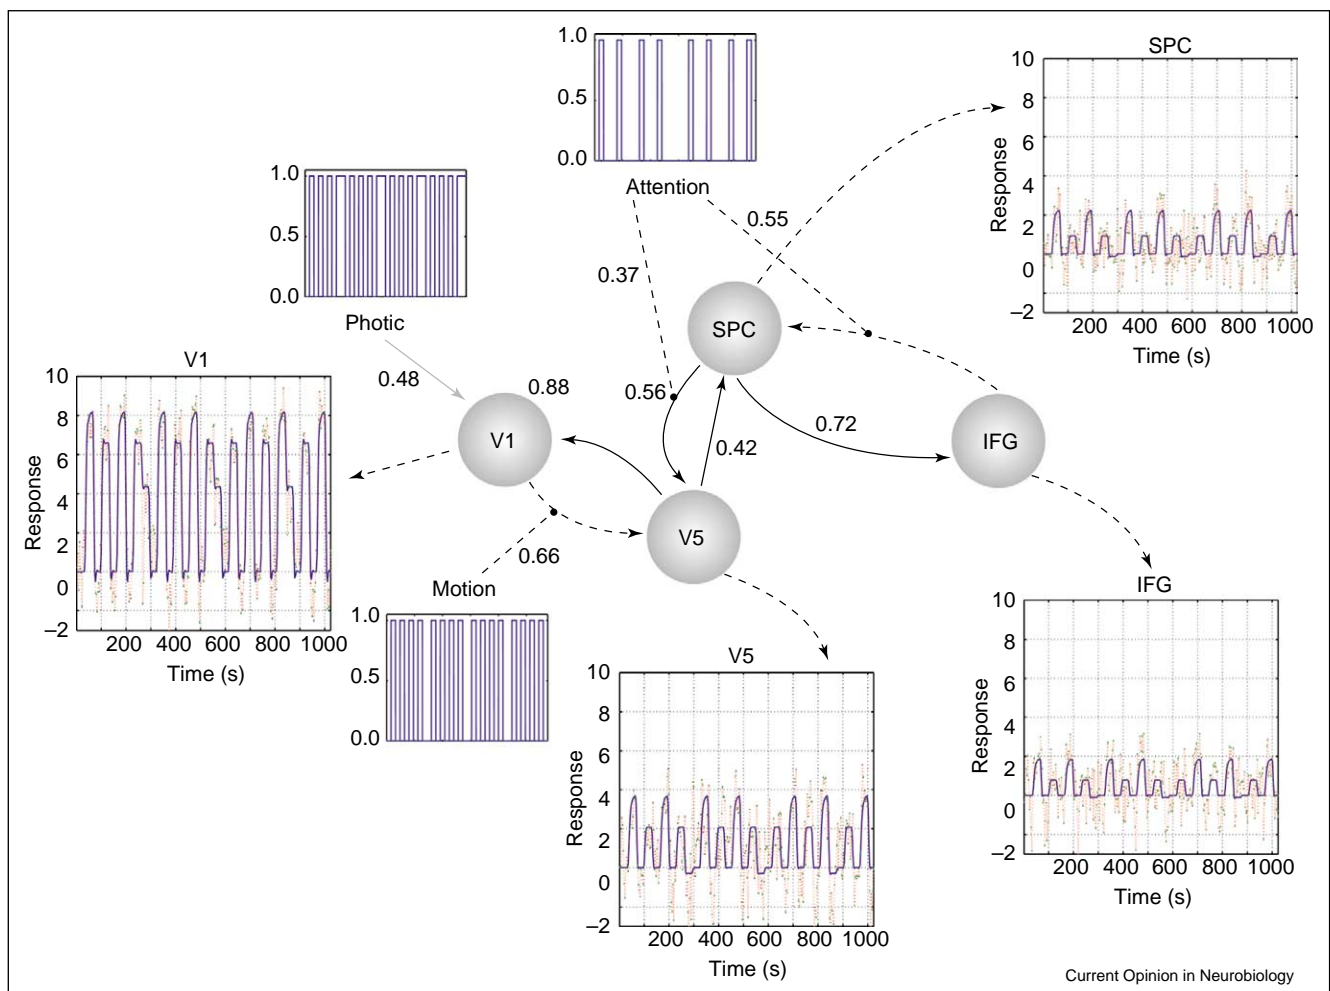 1.0
0.5
0.0
Attention
SPC
10
8
6
4
2
0
–2
Response
200 400 600 800 1000
Time (s)
1.0
0.5
0.0
Photic
0.55
0.37
SPC
0.48
0.88
0.56
V1
0.42
0.72
IFG
V5
0.66
V1
10
8
6
4
2
0
–2
Response
200 400 600 800 1000
Time (s)
Motion
1.0
0.5
0.0
V5
10
8
6
4
2
0
–2
Response
200 400 600 800 1000
Time (s)
IFG
10
8
6
4
2
0
–2
Response
200 400 600 800 1000
Time (s)
Current Opinion in Neurobiology